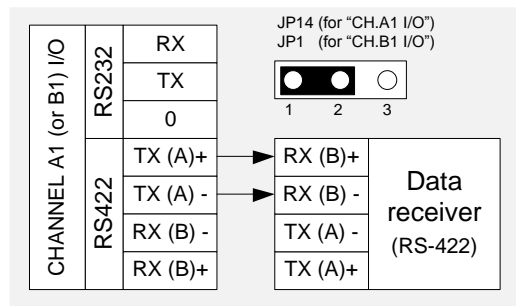 JP14 (for “CH.A1 I/O”)
JP1 (for “CH.B1 I/O”)
1 2 3
CHANNEL A1 (or B1) I/O
RS232
RX
TX
0
RS422
TX (A)+
TX (A) -
RX (B) -
RX (B)+
RX (B)+
RX (B) -
TX (A) -
TX (A)+
Data
receiver
(RS-422)